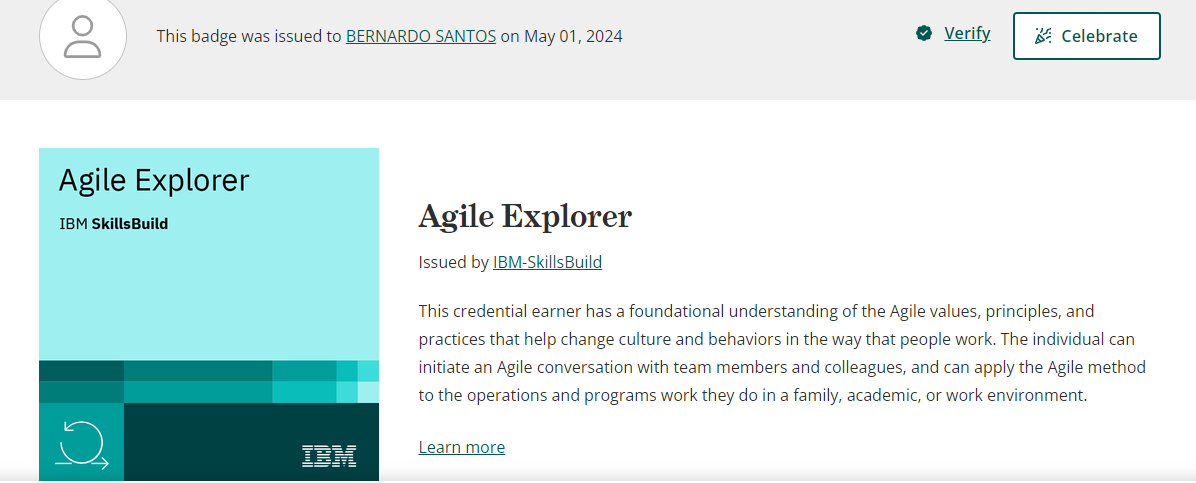 This badge was issued to BERNARDO SANTOS on May 01, 2024
Verify
Celebrate
Agile Explorer
IBM SkillsBuild
IBM
Agile Explorer
Issued by IBM-SkillsBuild
This credential earner has a foundational understanding of the Agile values, principles, and
practices that help change culture and behaviors in the way that people work. The individual can
initiate an Agile conversation with team members and colleagues, and can apply the Agile method
to the operations and programs work they do in a family, academic, or work environment.
Learn more